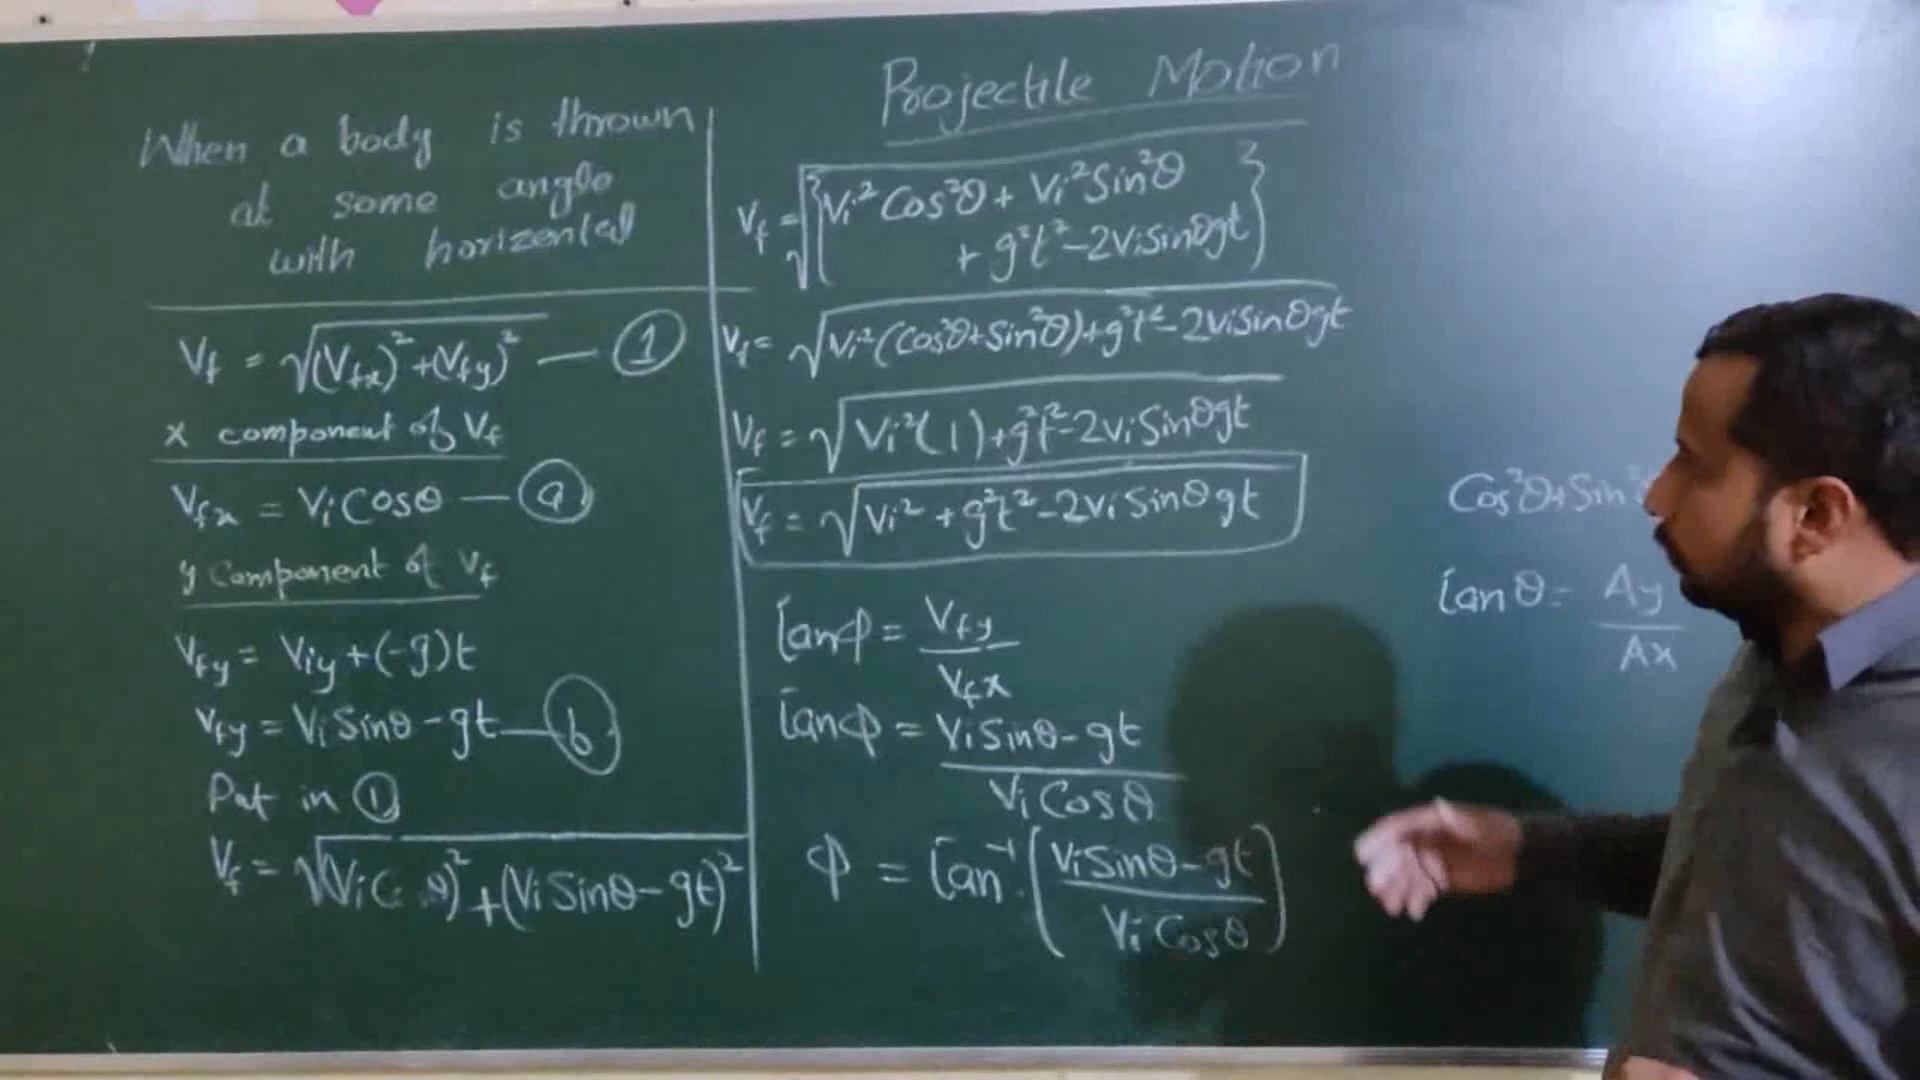 Projectile Motion
When a body is thrown
at some angle
with horizental
Vf = √(Vfx)² + (Vfy)² — ①
x component of Vf
Vfx = Vi Cosθ — ⓐ
y component of Vf
Vfy = Viy + (-g)t
Vfy = Vi Sinθ - gt — ⓑ
Put in ①
Vf = √(Vi C θ)² + (Vi Sinθ - gt)²
Vf = √{Vi² Cos²θ + Vi² Sin²θ
+ g²t² - 2Vi Sinθ gt}
Vf = √Vi² (Cos²θ + Sin²θ) + g²t² - 2Vi Sinθ gt
Vf = √Vi² (1) + g²t² - 2Vi Sinθ gt
Vf = √Vi² + g²t² - 2Vi Sinθ gt
Tanφ = Vfy / Vfx
Tanφ = Vi Sinθ - gt / Vi Cosθ
φ = Tan⁻¹ (Vi Sinθ - gt / Vi Cosθ)
Cos²θ + Sin²
Tanθ = Ay / Ax